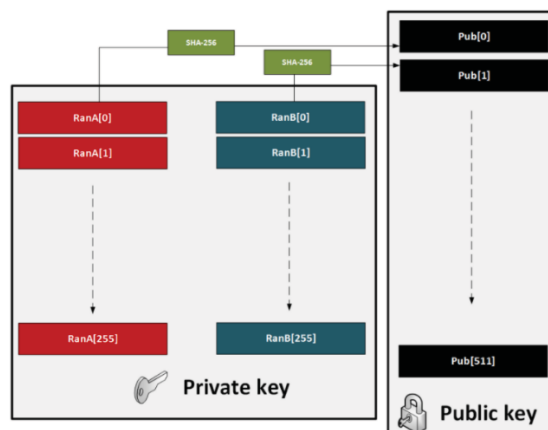 SHA-256
Pub[0]
SHA-256
Pub[1]
RanA[0]
RanB[0]
RanA[1]
RanB[1]
RanA[255]
RanB[255]
Pub[511]
Private key
Public key